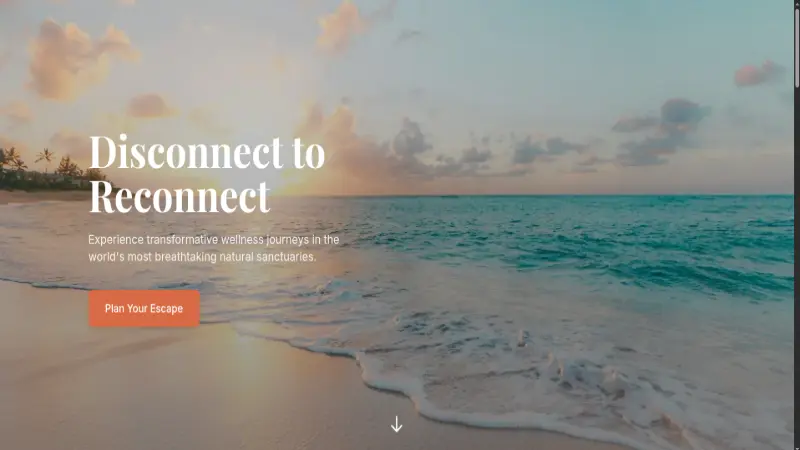 Disconnect to
Reconnect
Experience transformative wellness journeys in the
world's most breathtaking natural sanctuaries.
Plan Your Escape